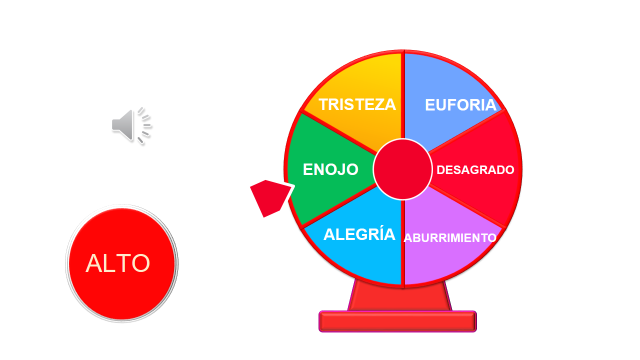 TRISTEZA
EUFORIA
ENOJO
DESAGRADO
ALEGRÍA
ABURRIMIENTO
ALTO